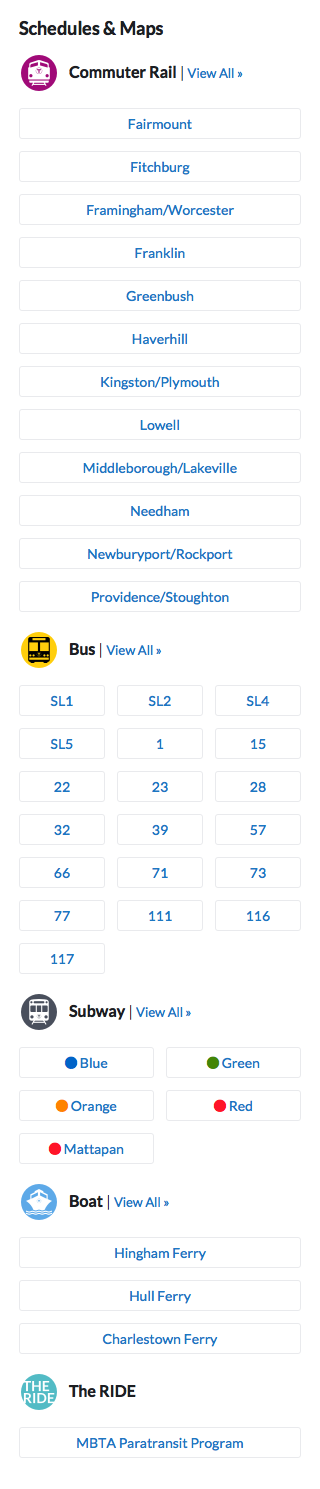 Schedules & Maps
Commuter Rail | View All »
Fairmount
Fitchburg
Framingham/Worcester
Franklin
Greenbush
Haverhill
Kingston/Plymouth
Lowell
Middleborough/Lakeville
Needham
Newburyport/Rockport
Providence/Stoughton
Bus | View All »
SL1 SL2 SL4
SL5 1 15
22 23 28
32 39 57
66 71 73
77 111 116
117
Subway | View All »
Blue Green
Orange Red
Mattapan
Boat | View All »
Hingham Ferry
Hull Ferry
Charlestown Ferry
THE
RIDE
The RIDE
MBTA Paratransit Program